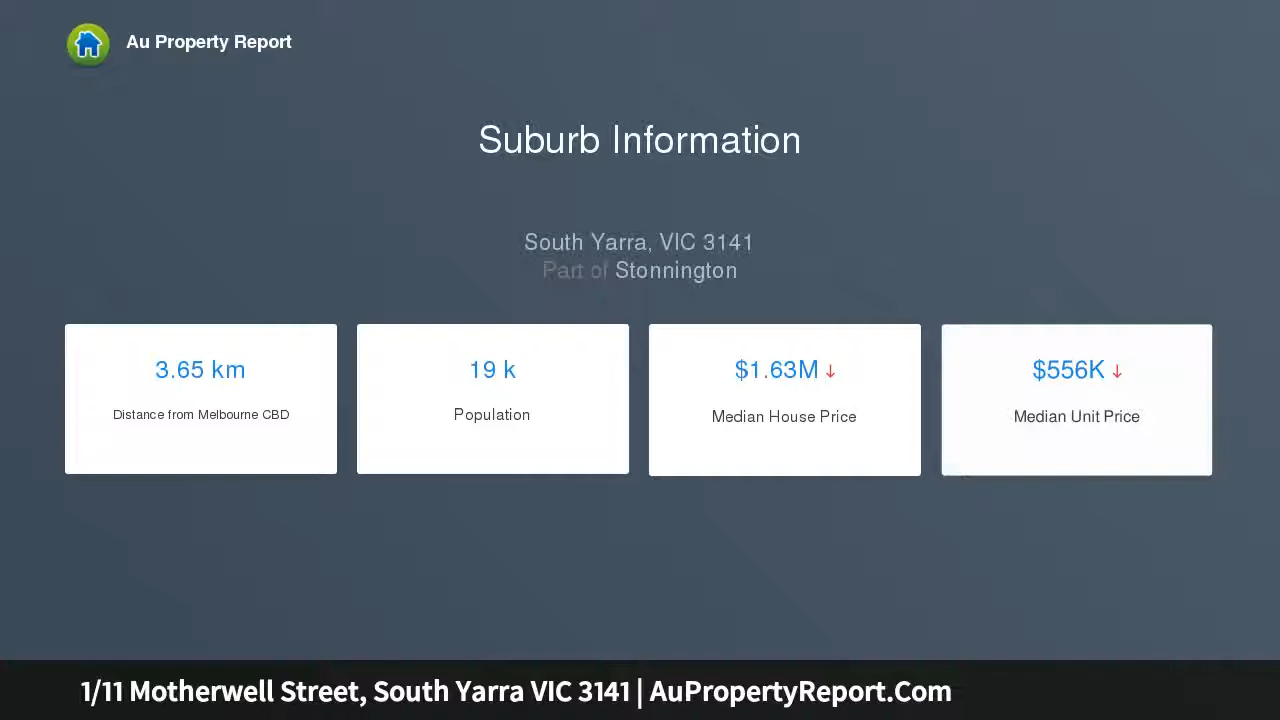 Au Property Report
Suburb Information
South Yarra, VIC 3141
Part of Stonnington
3.65 km
Distance from Melbourne CBD
19 k
Population
$1.63M ↓
Median House Price
$556K ↓
Median Unit Price
1/11 Motherwell Street, South Yarra VIC 3141 | AuPropertyReport.Com